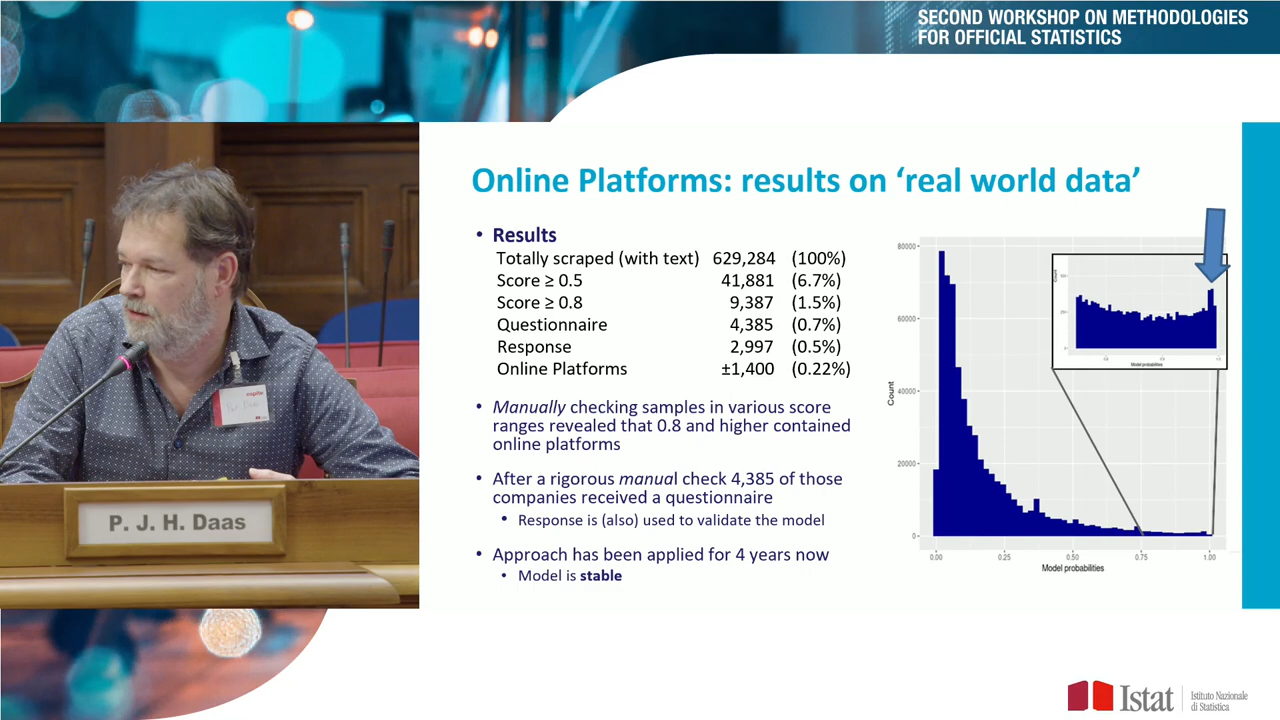 SECOND WORKSHOP ON METHODOLOGIES
FOR OFFICIAL STATISTICS
Online Platforms: results on ‘real world data’
• Results
Totally scraped (with text) 629,284 (100%)
Score ≥ 0.5 41,881 (6.7%)
Score ≥ 0.8 9,387 (1.5%)
Questionnaire 4,385 (0.7%)
Response 2,997 (0.5%)
Online Platforms ±1,400 (0.22%)
• Manually checking samples in various score
ranges revealed that 0.8 and higher contained
online platforms
• After a rigorous manual check 4,385 of those
companies received a questionnaire
• Response is (also) used to validate the model
• Approach has been applied for 4 years now
• Model is stable
80000
60000
40000
20000
0
Count
0.00 0.25 0.50 0.75 1.00
Model probabilities
Model probabilities
P. J. H. Daas
Istat
Istituto Nazionale
di Statistica